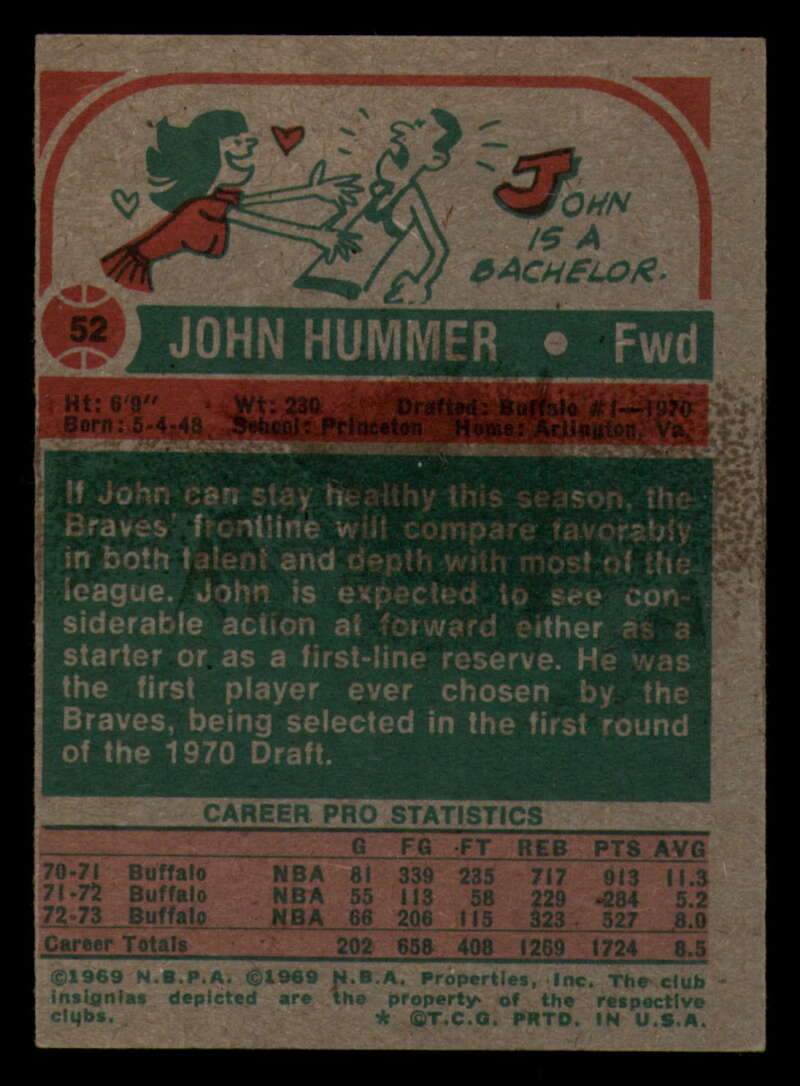 JOHN
IS A
BACHELOR.
52 JOHN HUMMER • Fwd
Ht: 6'9" Wt: 230 Drafted: Buffalo #1—1970
Born: 5-4-48 School: Princeton Home: Arlington, Va.
If John can stay healthy this season, the
Braves' frontline will compare favorably
in both talent and depth with most of the
league. John is expected to see con-
siderable action at forward either as a
starter or as a first-line reserve. He was
the first player ever chosen by the
Braves, being selected in the first round
of the 1970 Draft.
CAREER PRO STATISTICS
G FG FT REB PTS AVG
70-71 Buffalo NBA 81 339 235 717 913 11.3
71-72 Buffalo NBA 55 113 58 229 284 5.2
72-73 Buffalo NBA 66 206 115 323 527 8.0
Career Totals 202 658 408 1269 1724 8.5
©1969 N.B.P.A. ©1969 N.B.A. Properties, Inc. The club
insignias depicted are the property of the respective
clubs. * ©T.C.G. PRTD. IN U.S.A.